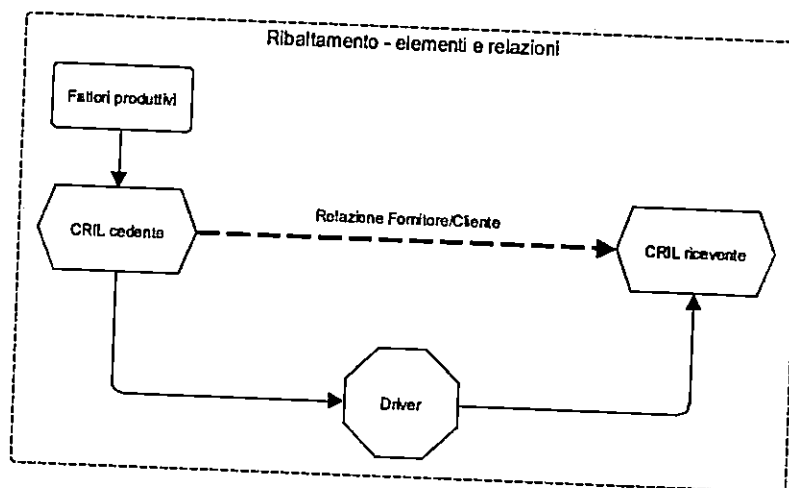 Ribaltamento - elementi e relazioni
Fattori produttivi
CRIL cedente
Relazione Fornitore/Cliente
CRIL ricevente
Driver